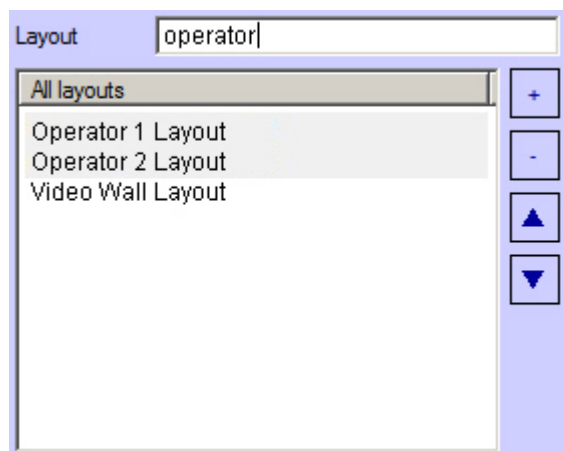 Layout operator
All layouts
+
Operator 1 Layout
-
Operator 2 Layout
Video Wall Layout